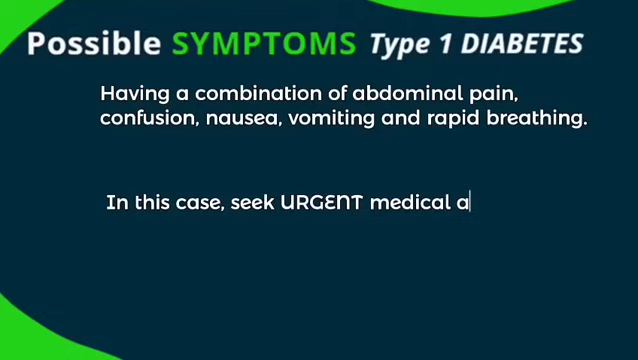 Possible SYMPTOMS Type 1 DIABETES
Having a combination of abdominal pain,
confusion, nausea, vomiting and rapid breathing.
In this case, seek URGENT medical a